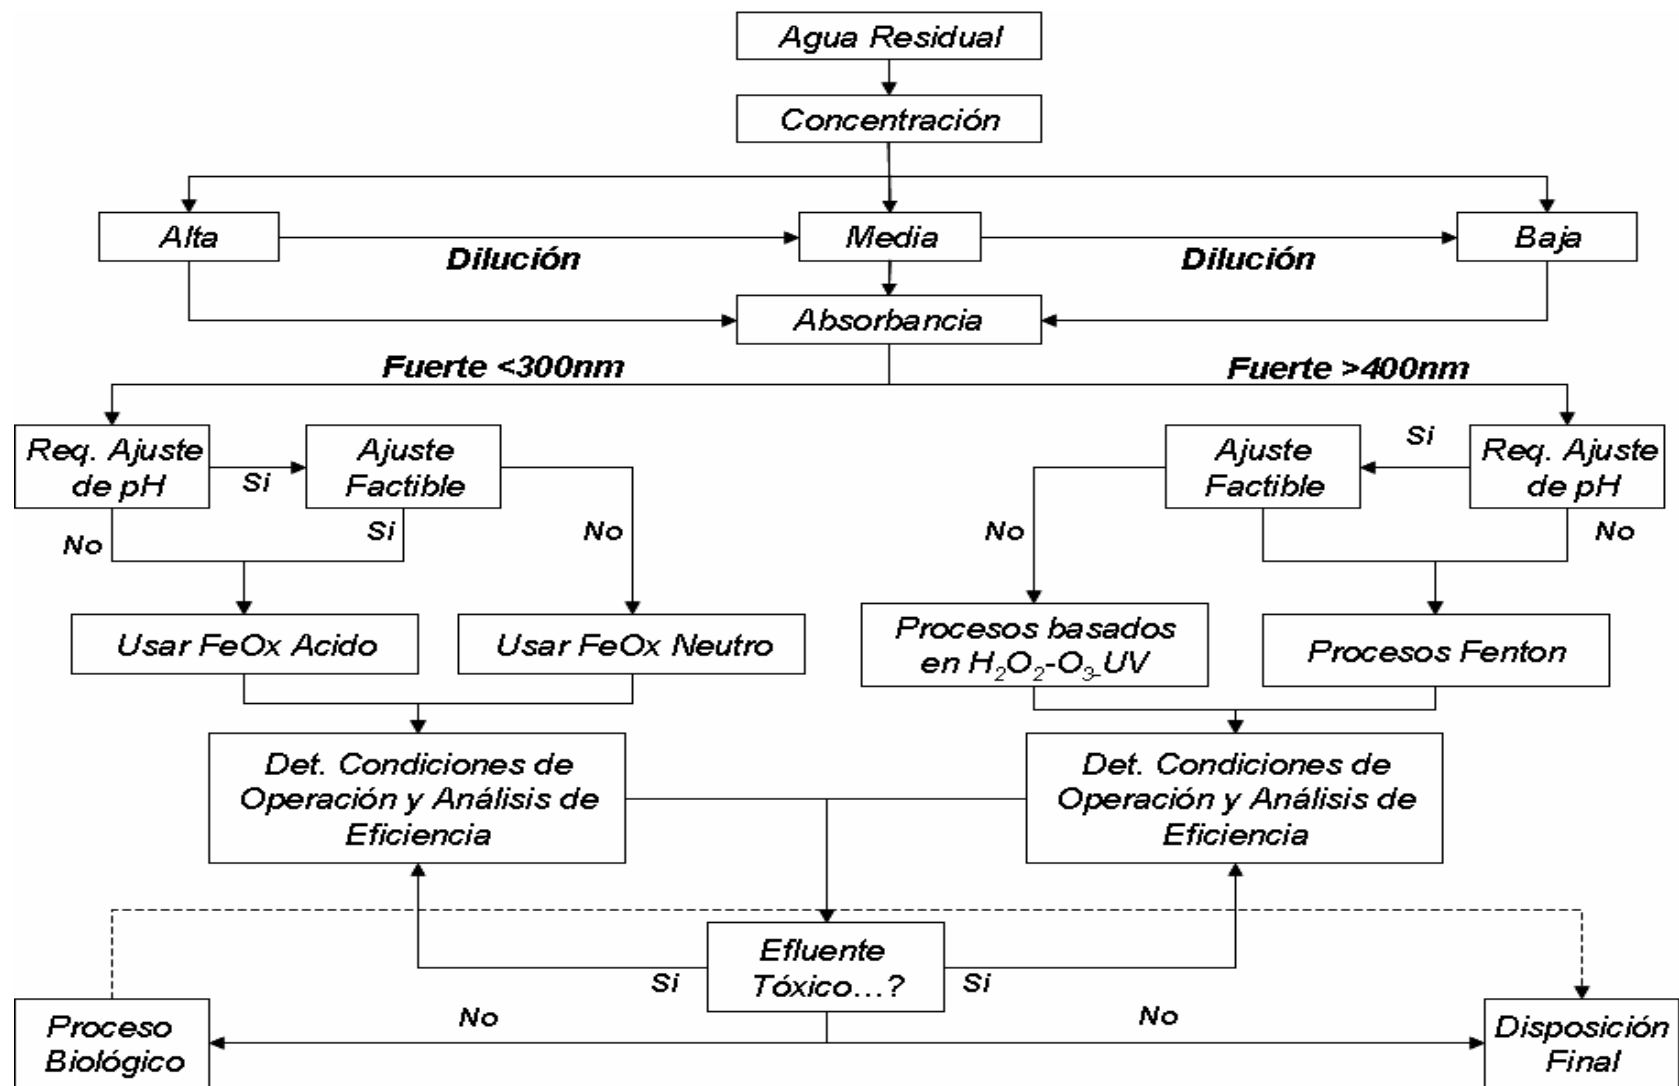 Agua Residual
Concentración
Alta
Media
Baja
Dilución
Dilución
Absorbancia
Fuerte <300nm
Fuerte >400nm
Req. Ajuste
de pH
Si
Ajuste
Factible
Ajuste
Factible
Si
Req. Ajuste
de pH
No
Si
No
No
No
Usar FeOx Acido
Usar FeOx Neutro
Procesos basados
en H₂O₂-O₃-UV
Procesos Fenton
Det. Condiciones de
Operación y Análisis de
Eficiencia
Det. Condiciones de
Operación y Análisis de
Eficiencia
Efluente
Tóxico...?
Si
Si
No
No
Proceso
Biológico
Disposición
Final